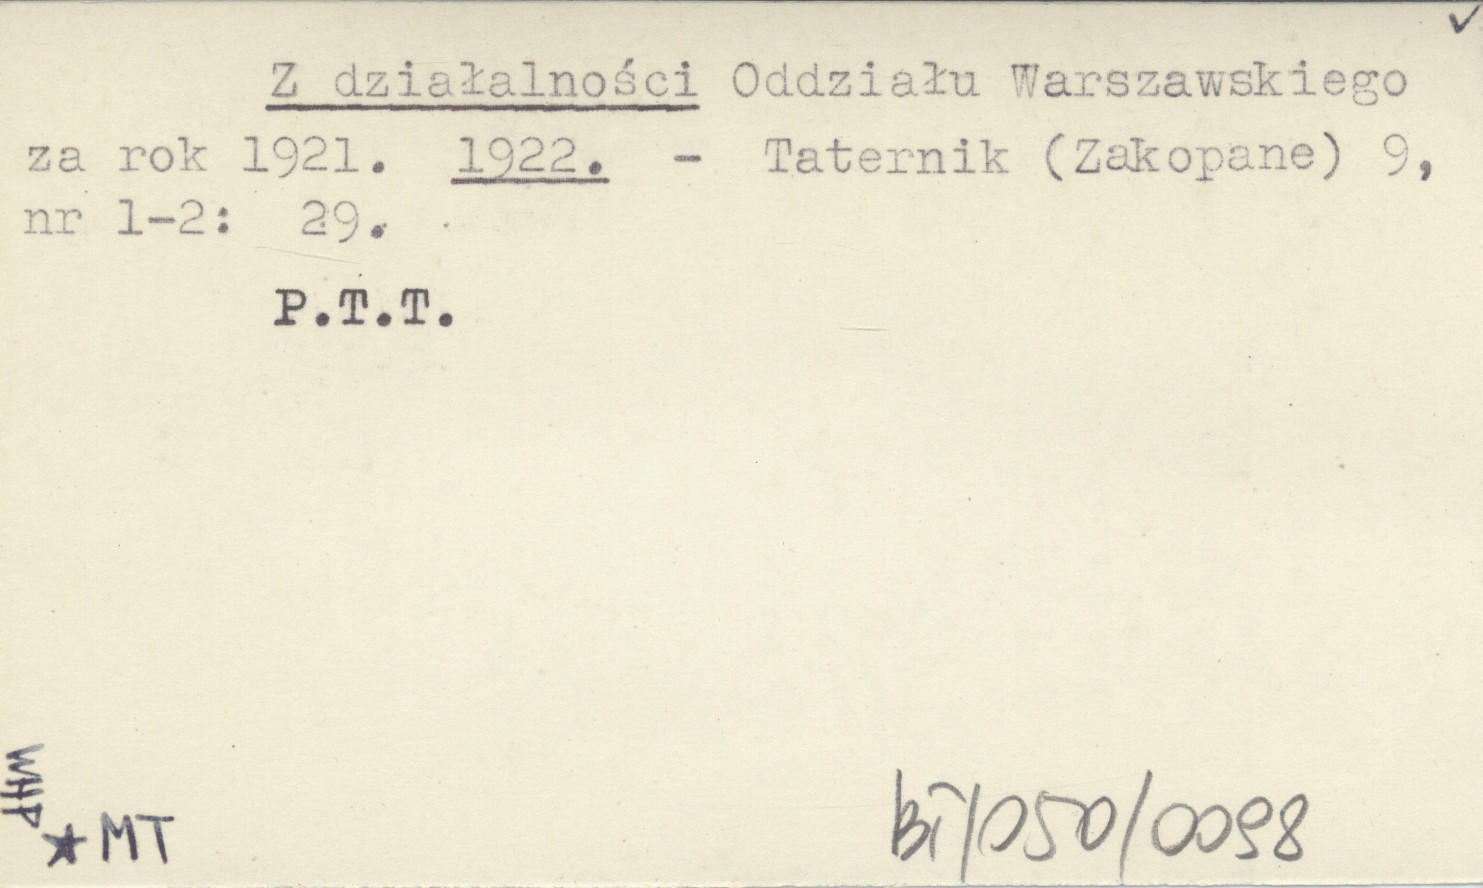 ✓
Z działalności Oddziału Warszawskiego
za rok 1921. 1922. - Taternik (Zakopane) 9,
nr 1-2: 29.
P.T.T.
WHP
★ MT
BI/050/0098